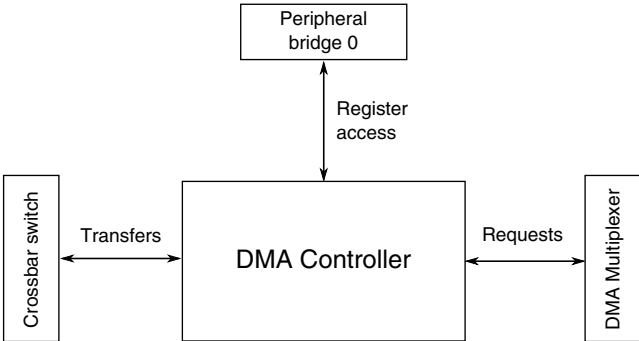 Peripheral
bridge 0
Register
access
Crossbar switch
Transfers
DMA Controller
Requests
DMA Multiplexer